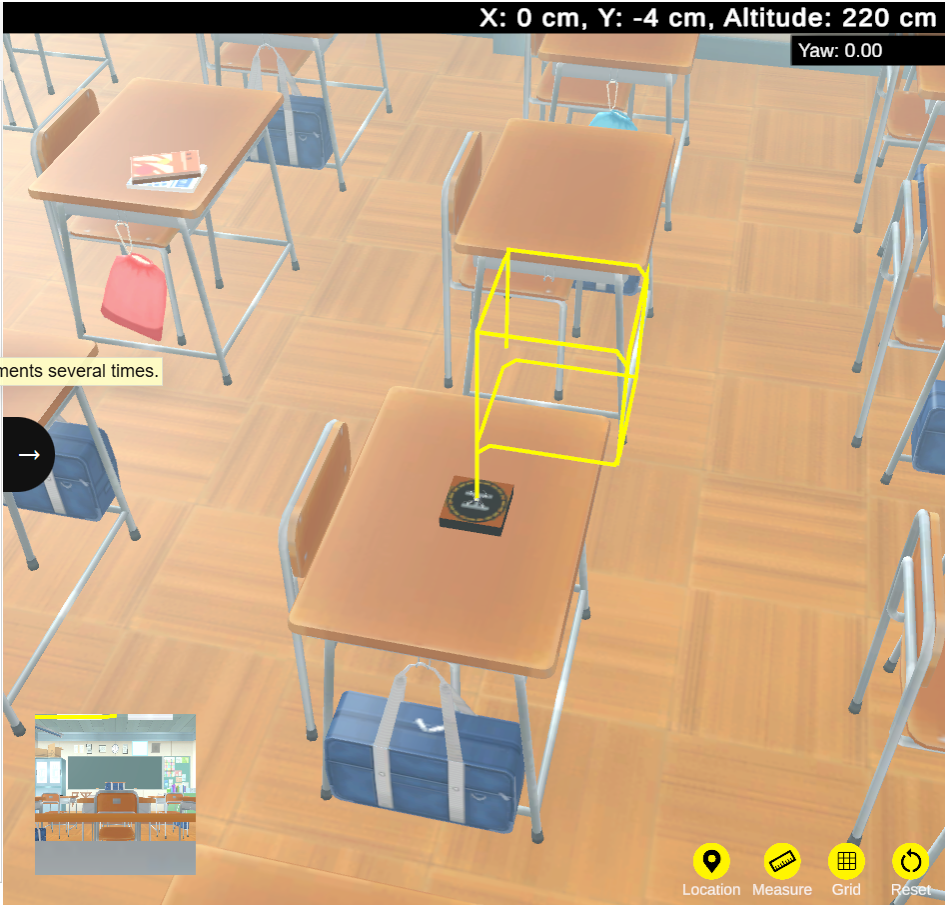 X: 0 cm, Y: -4 cm, Altitude: 220 cm
Yaw: 0.00
ments several times.
→
Location Measure Grid Reset